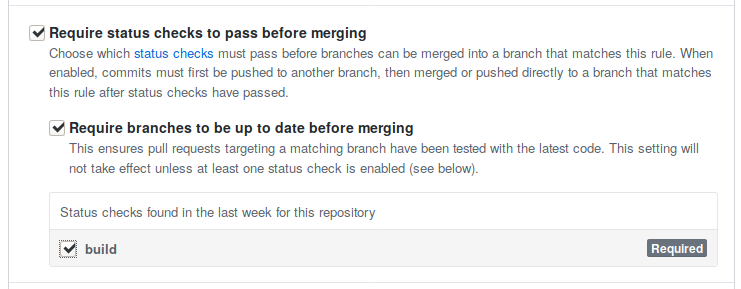 Require status checks to pass before merging
Choose which status checks must pass before branches can be merged into a branch that matches this rule. When
enabled, commits must first be pushed to another branch, then merged or pushed directly to a branch that matches
this rule after status checks have passed.
Require branches to be up to date before merging
This ensures pull requests targeting a matching branch have been tested with the latest code. This setting will
not take effect unless at least one status check is enabled (see below).
Status checks found in the last week for this repository
build Required